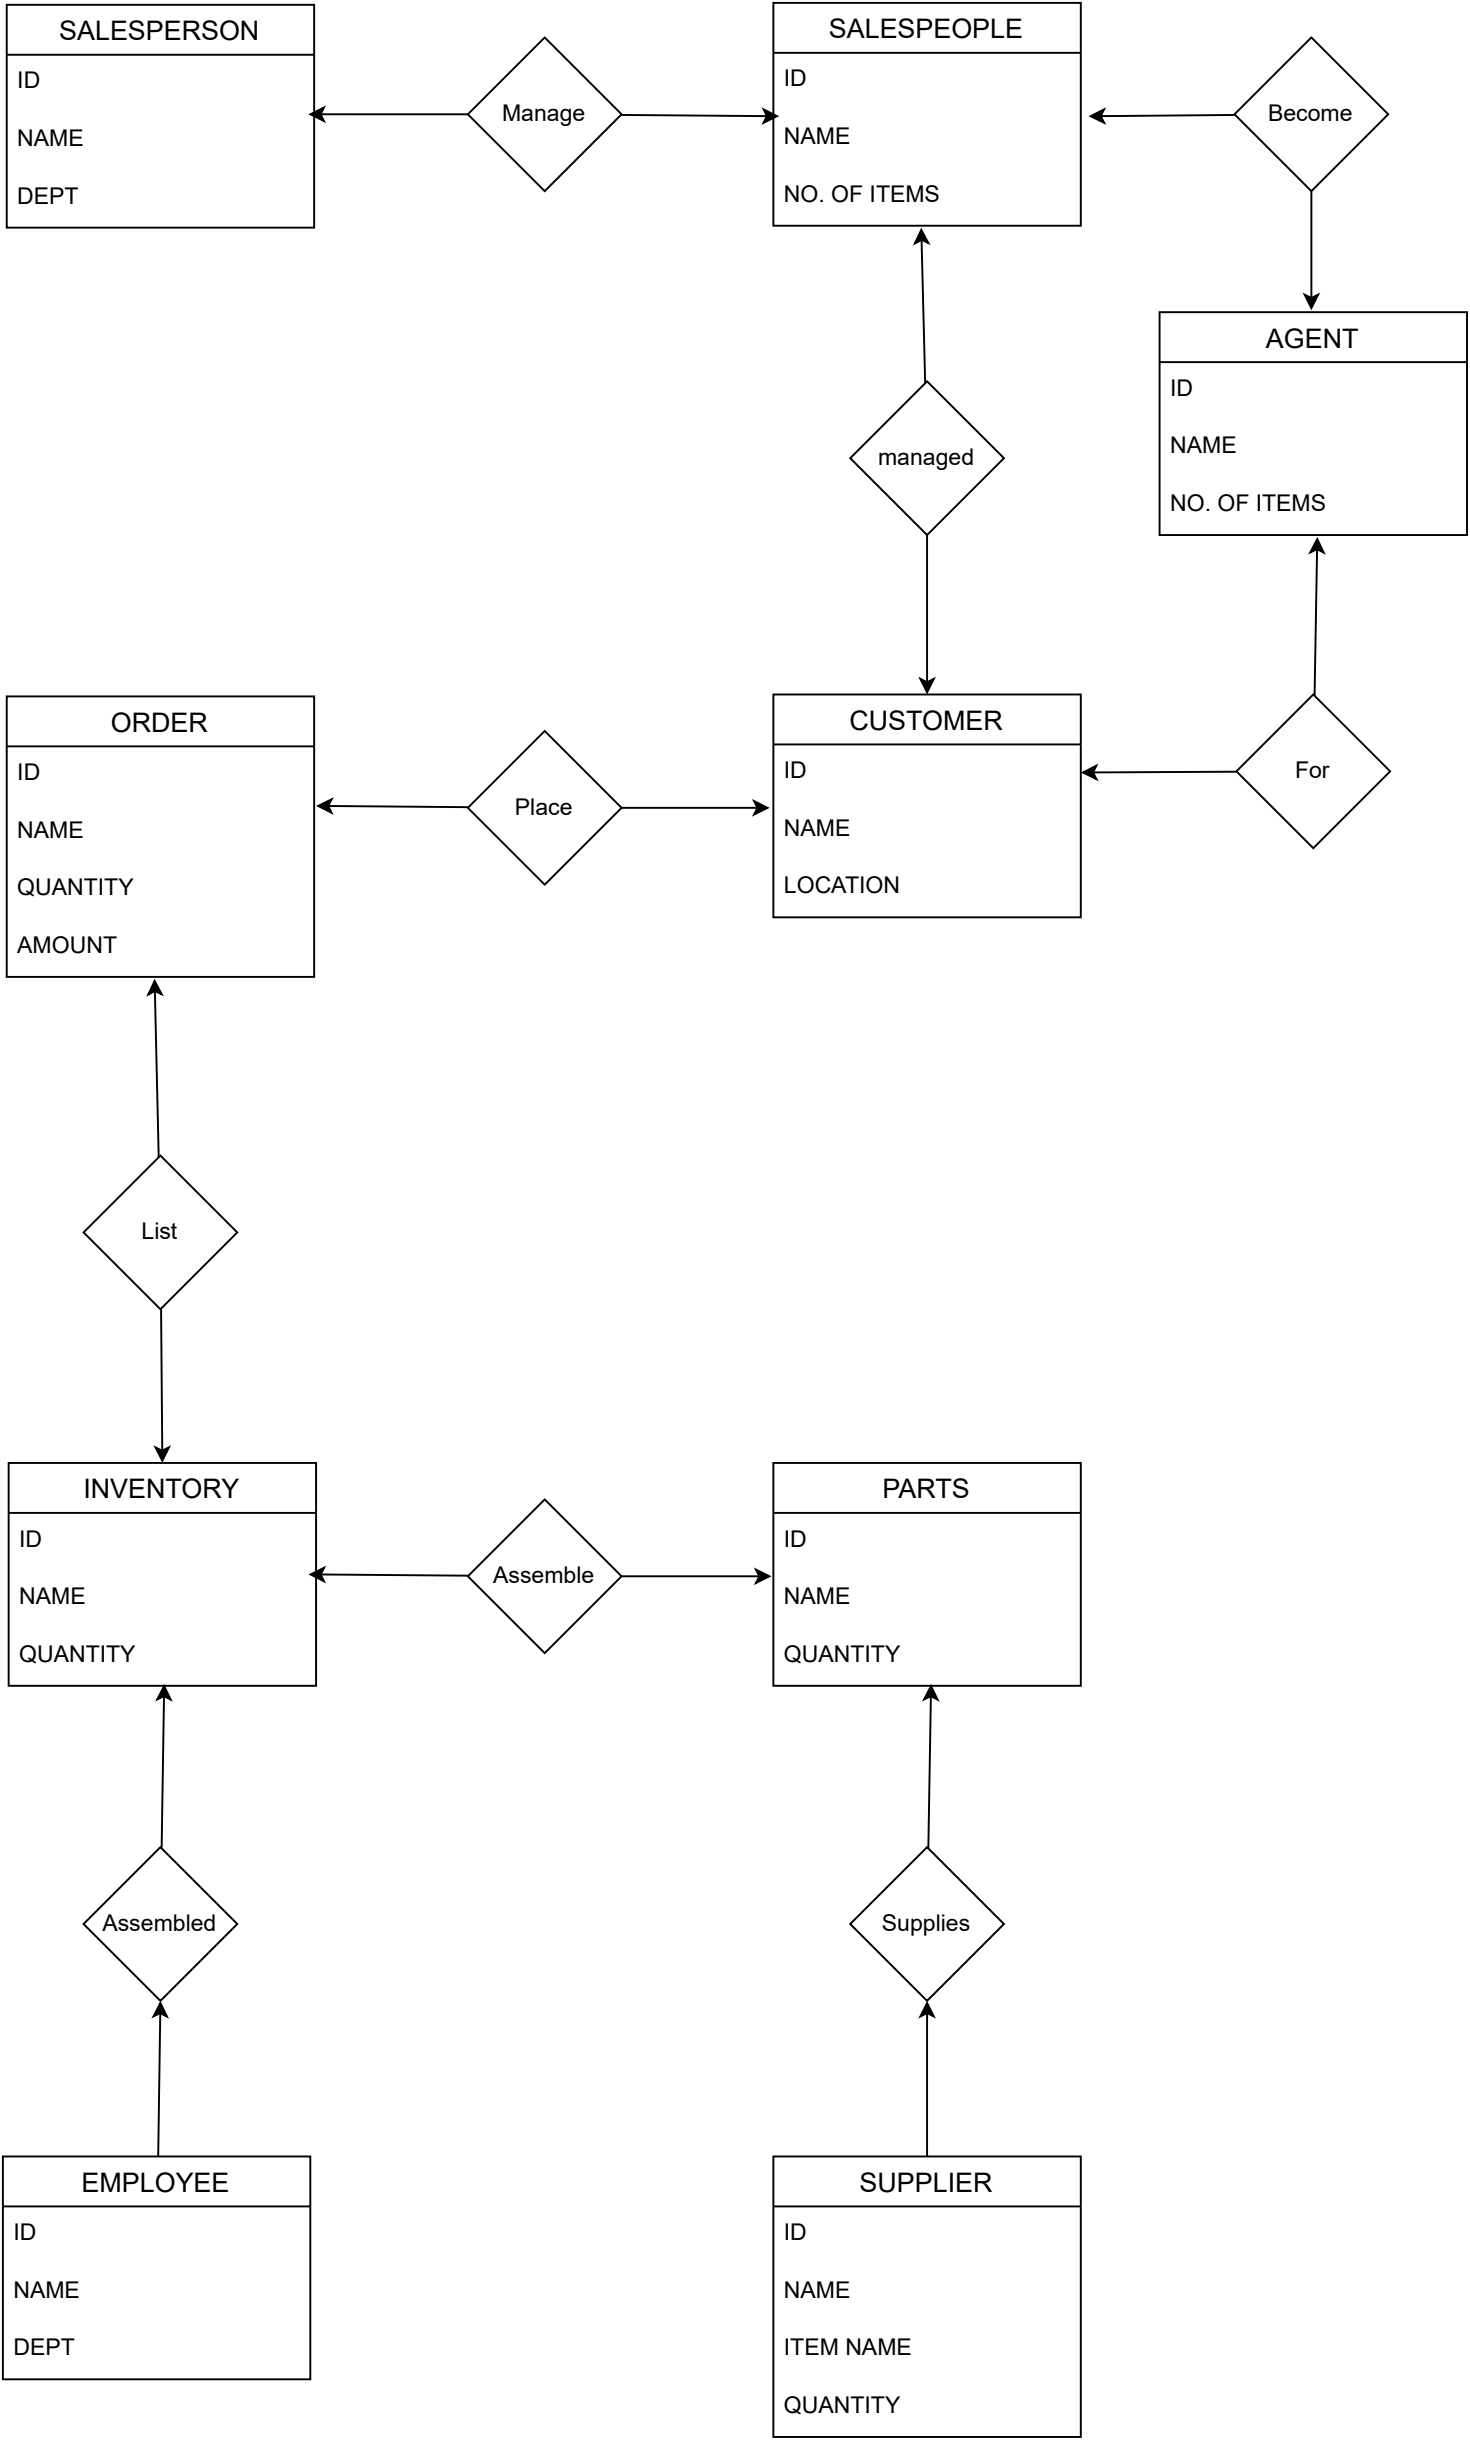 SALESPERSON
ID
NAME
DEPT
Manage
SALESPEOPLE
ID
NAME
NO. OF ITEMS
Become
AGENT
ID
NAME
NO. OF ITEMS
managed
ORDER
ID
NAME
QUANTITY
AMOUNT
Place
CUSTOMER
ID
NAME
LOCATION
For
List
INVENTORY
ID
NAME
QUANTITY
Assemble
PARTS
ID
NAME
QUANTITY
Assembled
Supplies
EMPLOYEE
ID
NAME
DEPT
SUPPLIER
ID
NAME
ITEM NAME
QUANTITY